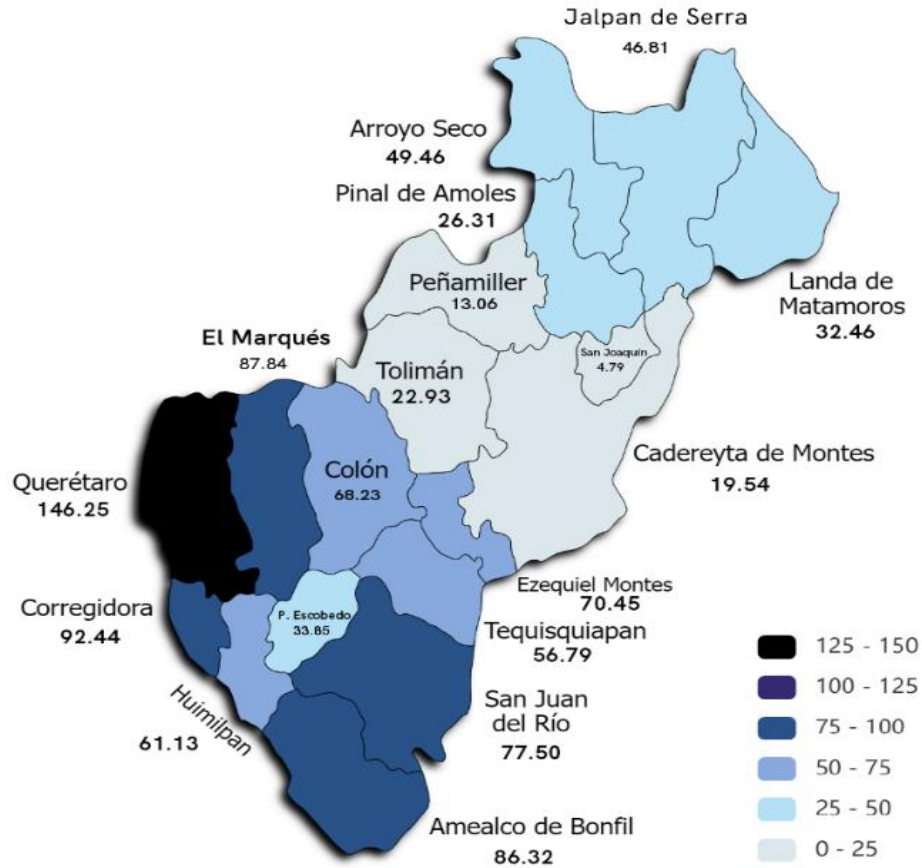 Jalpan de Serra
46.81
Arroyo Seco
49.46
Pinal de Amoles
26.31
Peñamiller
13.06
Landa de
Matamoros
32.46
El Marqués
87.84
San Joaquín
4.79
Tolimán
22.93
Cadereyta de Montes
19.54
Colón
68.23
Querétaro
146.25
Ezequiel Montes
70.45
Corregidora
92.44
P. Escobedo
33.85
Tequisquiapan
56.79
Huimilpan
61.13
San Juan
del Río
77.50
Amealco de Bonfil
86.32
125 - 150
100 - 125
75 - 100
50 - 75
25 - 50
0 - 25